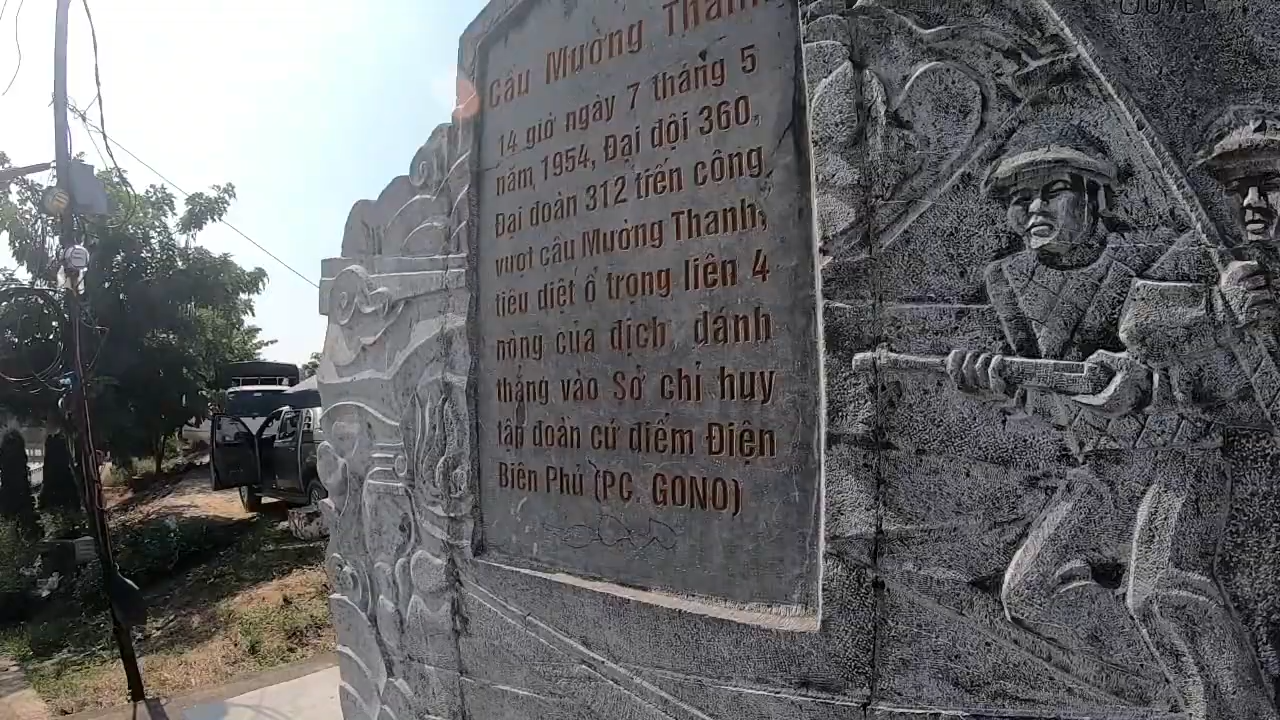 Cầu Mường Thanh
14 giờ ngày 7 tháng 5
năm 1954, Đại đội 360,
Đại đoàn 312 tiến công
vượt cầu Mường Thanh,
tiêu diệt ổ trọng liên 4
nòng của địch, đánh
thẳng vào Sở chỉ huy
tập đoàn cứ điểm Điện
Biên Phủ (PC. GONO)